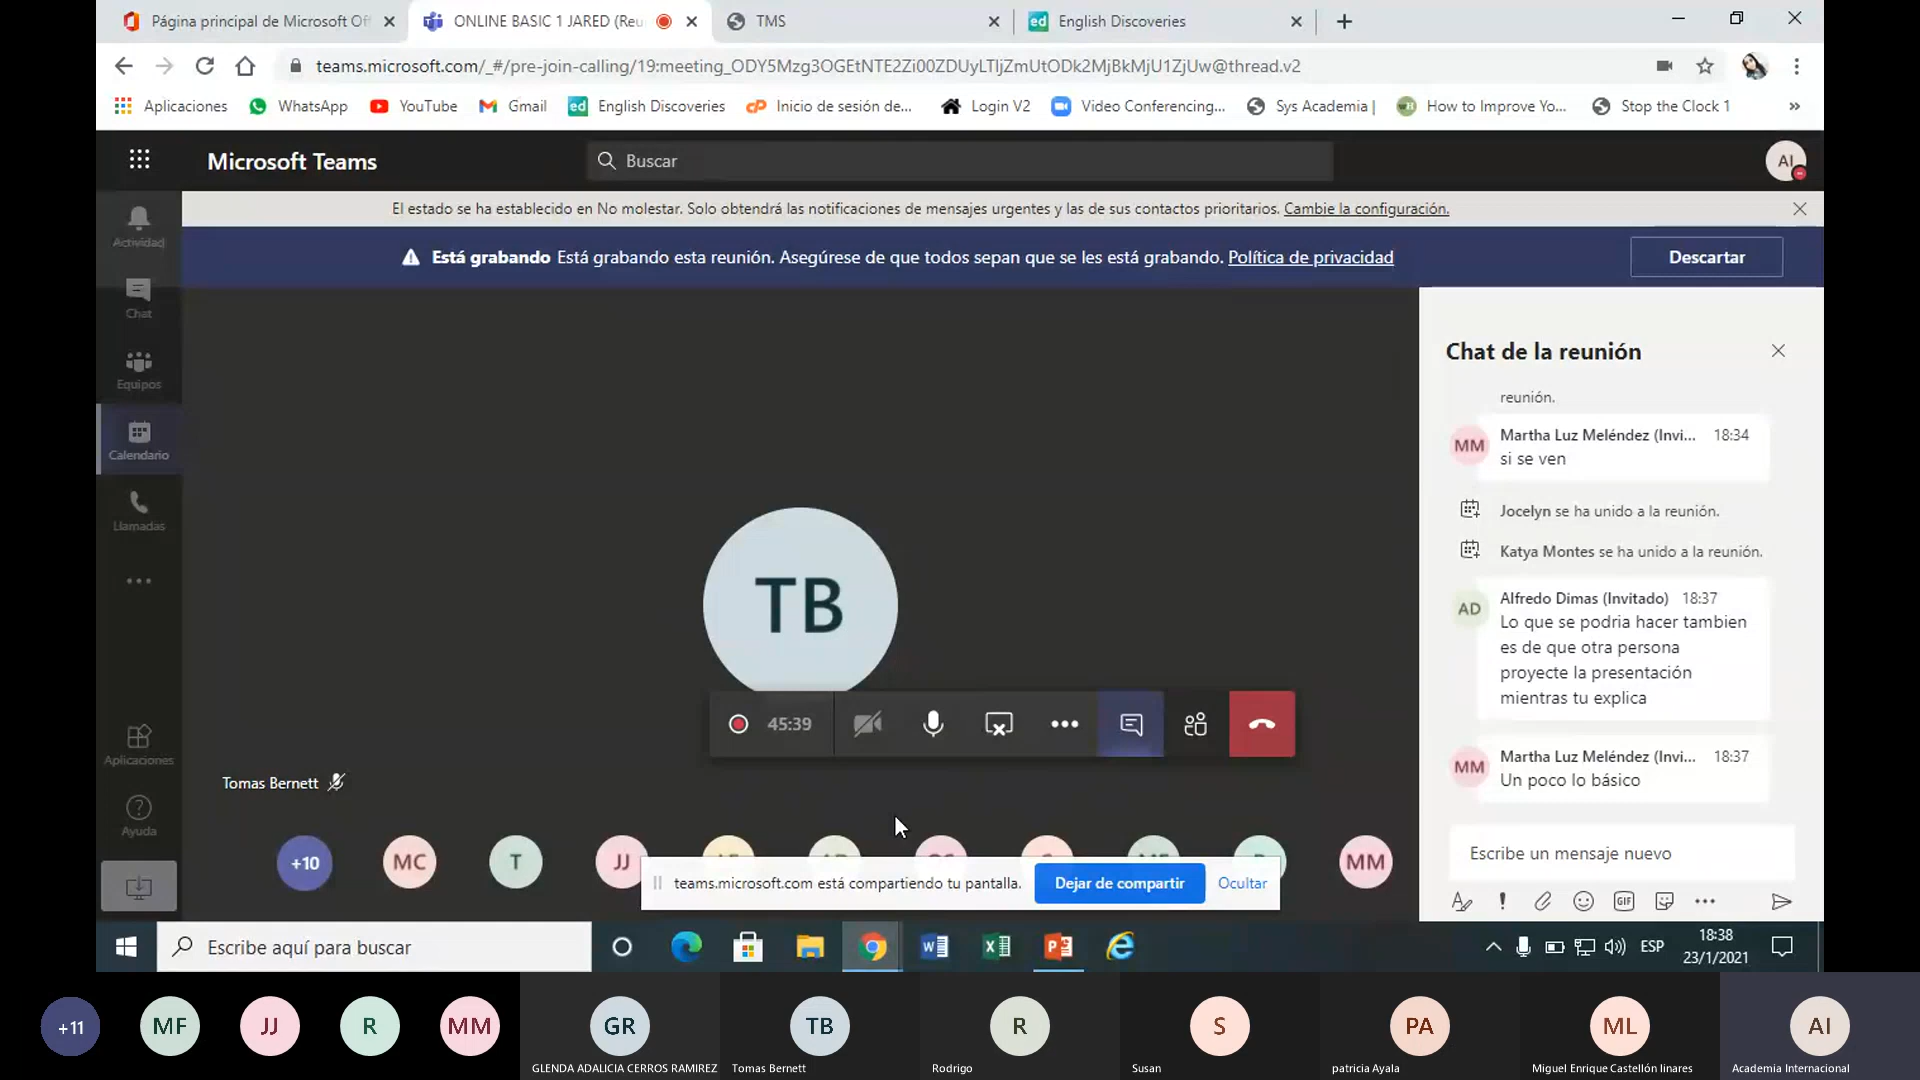 Página principal de Microsoft Of
ONLINE BASIC 1 JARED (Reu
TMS
English Discoveries
teams.microsoft.com/_#/pre-join-calling/19:meeting_ODY5Mzg3OGEtNTE2Zi00ZDUyLTljZmUtODk2MjBkMjU1ZjUw@thread.v2
Aplicaciones
WhatsApp
YouTube
Gmail
English Discoveries
Inicio de sesión de...
Login V2
Video Conferencing...
Sys Academia |
How to Improve Yo...
Stop the Clock 1
»
Microsoft Teams
Buscar
AI
El estado se ha establecido en No molestar. Solo obtendrá las notificaciones de mensajes urgentes y las de sus contactos prioritarios. Cambie la configuración.
Está grabando Está grabando esta reunión. Asegúrese de que todos sepan que se les está grabando. Política de privacidad
Descartar
Actividad
Chat
Equipos
Calendario
Llamadas
Aplicaciones
Ayuda
TB
45:39
Tomas Bernett
+10
MC
T
JJ
MM
teams.microsoft.com está compartiendo tu pantalla.
Dejar de compartir
Ocultar
Chat de la reunión
reunión.
MM
Martha Luz Meléndez (Invi... 18:34
si se ven
Jocelyn se ha unido a la reunión.
Katya Montes se ha unido a la reunión.
AD
Alfredo Dimas (Invitado) 18:37
Lo que se podria hacer tambien
es de que otra persona
proyecte la presentación
mientras tu explica
MM
Martha Luz Meléndez (Invi... 18:37
Un poco lo básico
Escribe un mensaje nuevo
GIF
Escribe aquí para buscar
ESP
18:38
23/1/2021
+11
MF
JJ
R
MM
GR
GLENDA ADALICIA CERROS RAMIREZ
TB
Tomas Bernett
R
Rodrigo
S
Susan
PA
patricia Ayala
ML
Miguel Enrique Castellón linares
AI
Academia Internacional